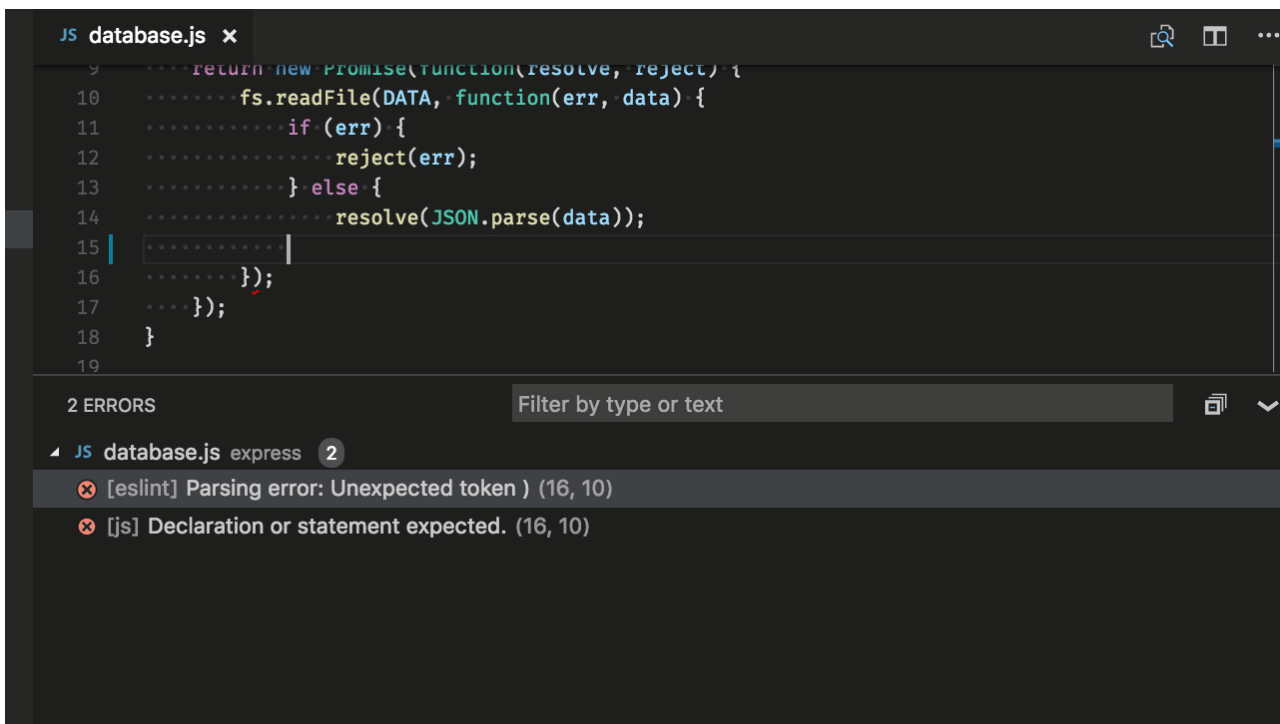 JS database.js ×
9 return new Promise(function(resolve, reject) {
10 fs.readFile(DATA, function(err, data) {
11 if (err) {
12 reject(err);
13 } else {
14 resolve(JSON.parse(data));
15
16 });
17 });
18 }
19
2 ERRORS Filter by type or text
JS database.js express 2
[eslint] Parsing error: Unexpected token ) (16, 10)
[js] Declaration or statement expected. (16, 10)